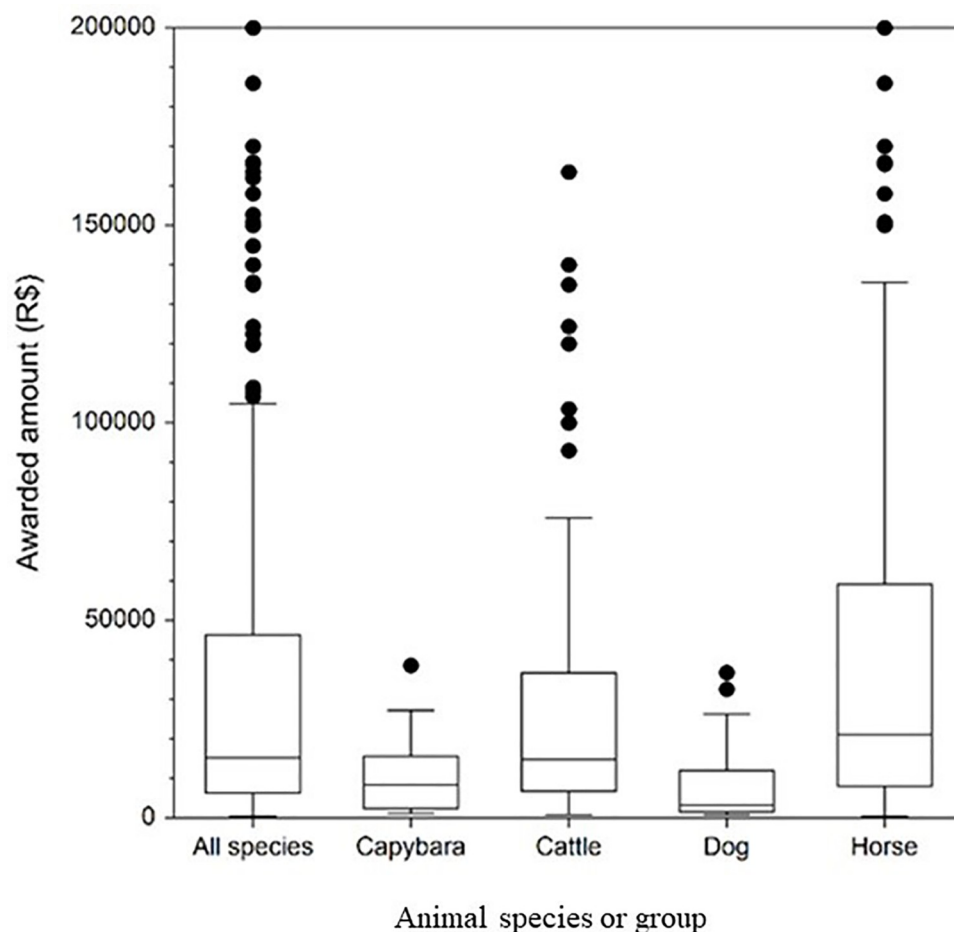 200000
150000
100000
50000
0
Awarded amount (R$)
All species Capybara Cattle Dog Horse
Animal species or group